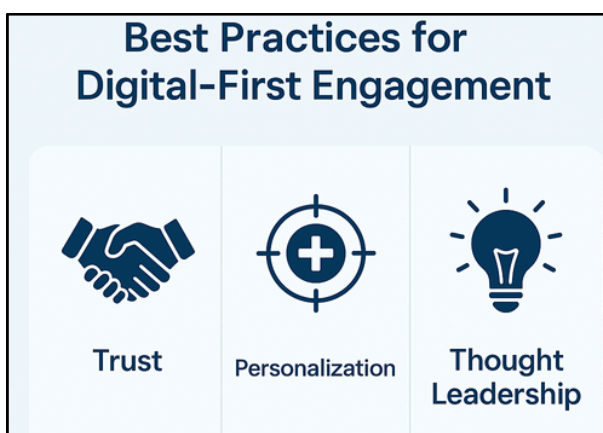 Best Practices for
Digital-First Engagement
Trust
Personalization
Thought
Leadership